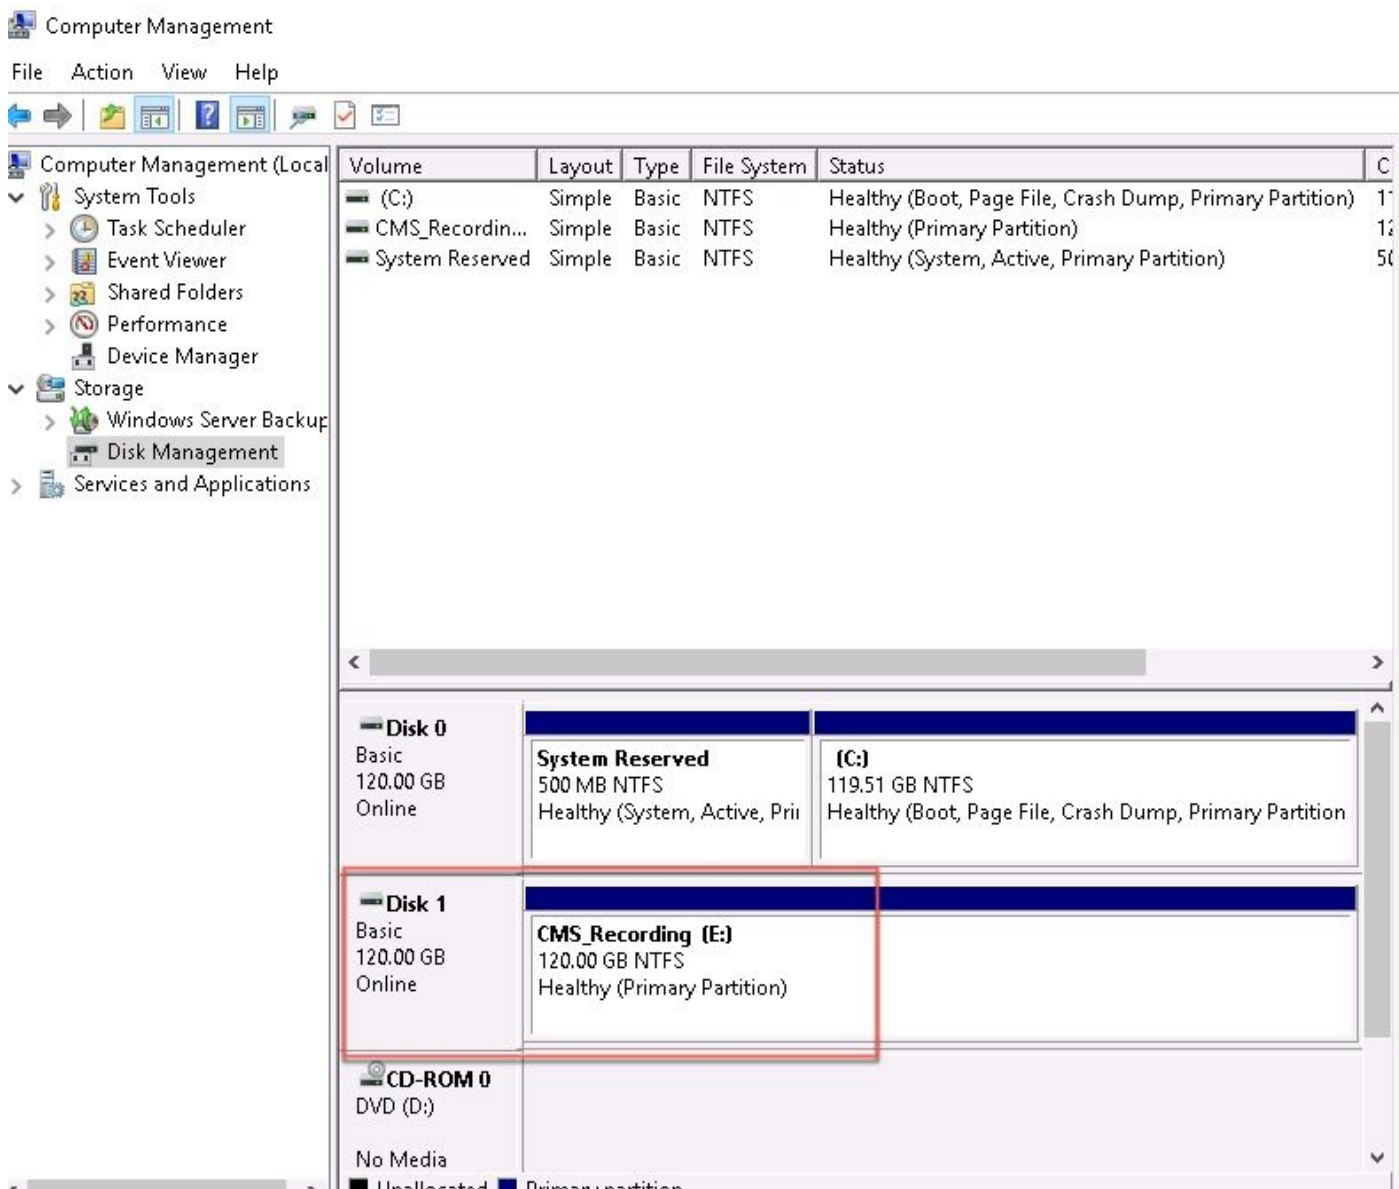 Computer Management
File Action View Help
Computer Management (Local
System Tools
Task Scheduler
Event Viewer
Shared Folders
Performance
Device Manager
Storage
Windows Server Backup
Disk Management
Services and Applications
Volume Layout Type File System Status C
(C:) Simple Basic NTFS Healthy (Boot, Page File, Crash Dump, Primary Partition)
CMS_Recordin... Simple Basic NTFS Healthy (Primary Partition)
System Reserved Simple Basic NTFS Healthy (System, Active, Primary Partition)
Disk 0
Basic
120.00 GB
Online
System Reserved
500 MB NTFS
Healthy (System, Active, Pri
(C:)
119.51 GB NTFS
Healthy (Boot, Page File, Crash Dump, Primary Partition
Disk 1
Basic
120.00 GB
Online
CMS_Recording (E:)
120.00 GB NTFS
Healthy (Primary Partition)
CD-ROM 0
DVD (D:)
No Media
Unallocated Primary partition